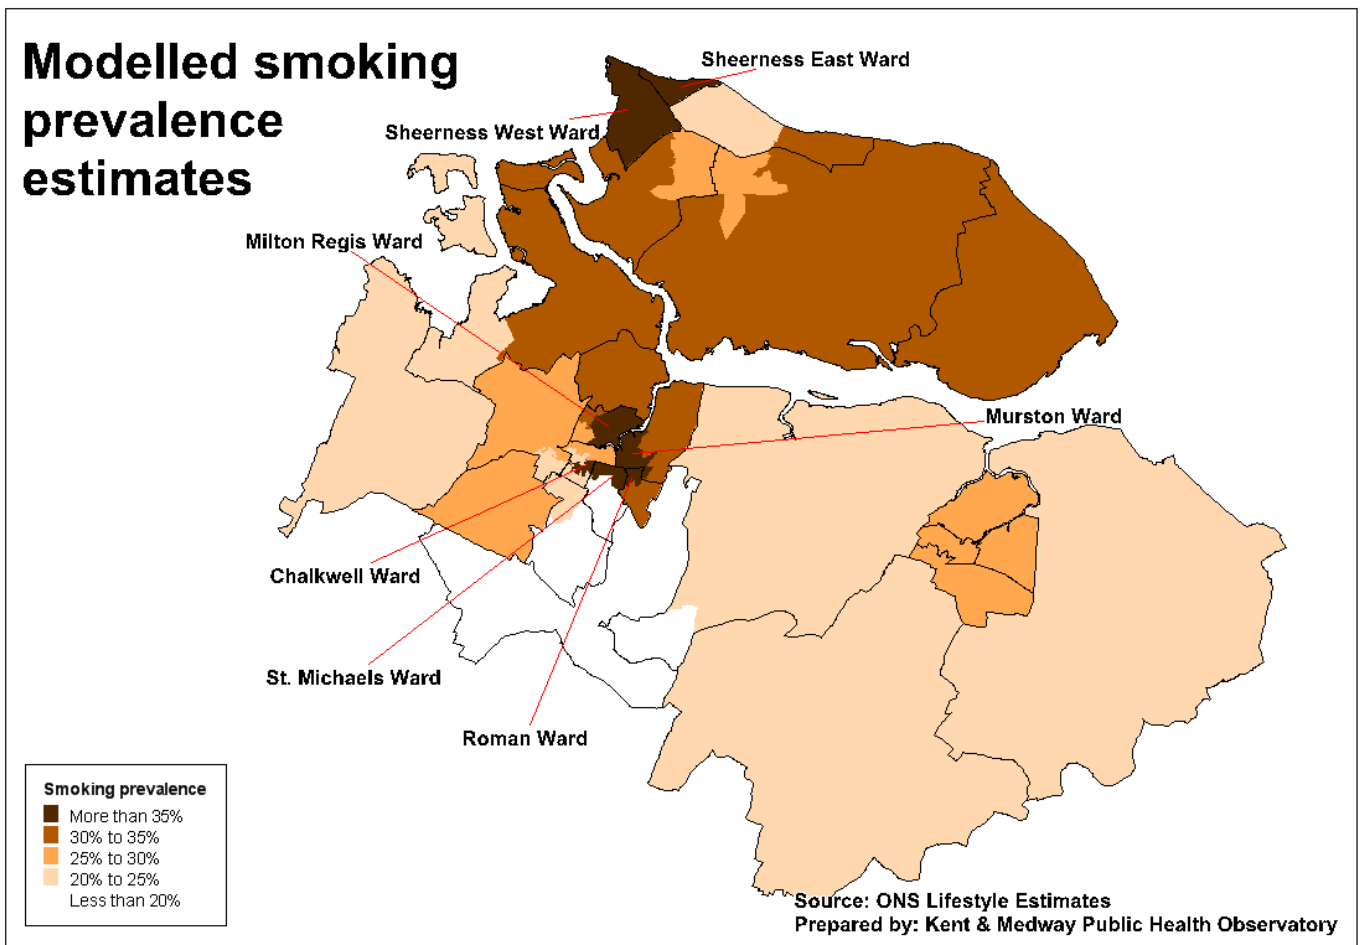 Modelled smoking
prevalence
estimates
Sheerness East Ward
Sheerness West Ward
Milton Regis Ward
Murston Ward
Chalkwell Ward
St. Michaels Ward
Roman Ward
Smoking prevalence
More than 35%
30% to 35%
25% to 30%
20% to 25%
Less than 20%
Source: ONS Lifestyle Estimates
Prepared by: Kent & Medway Public Health Observatory